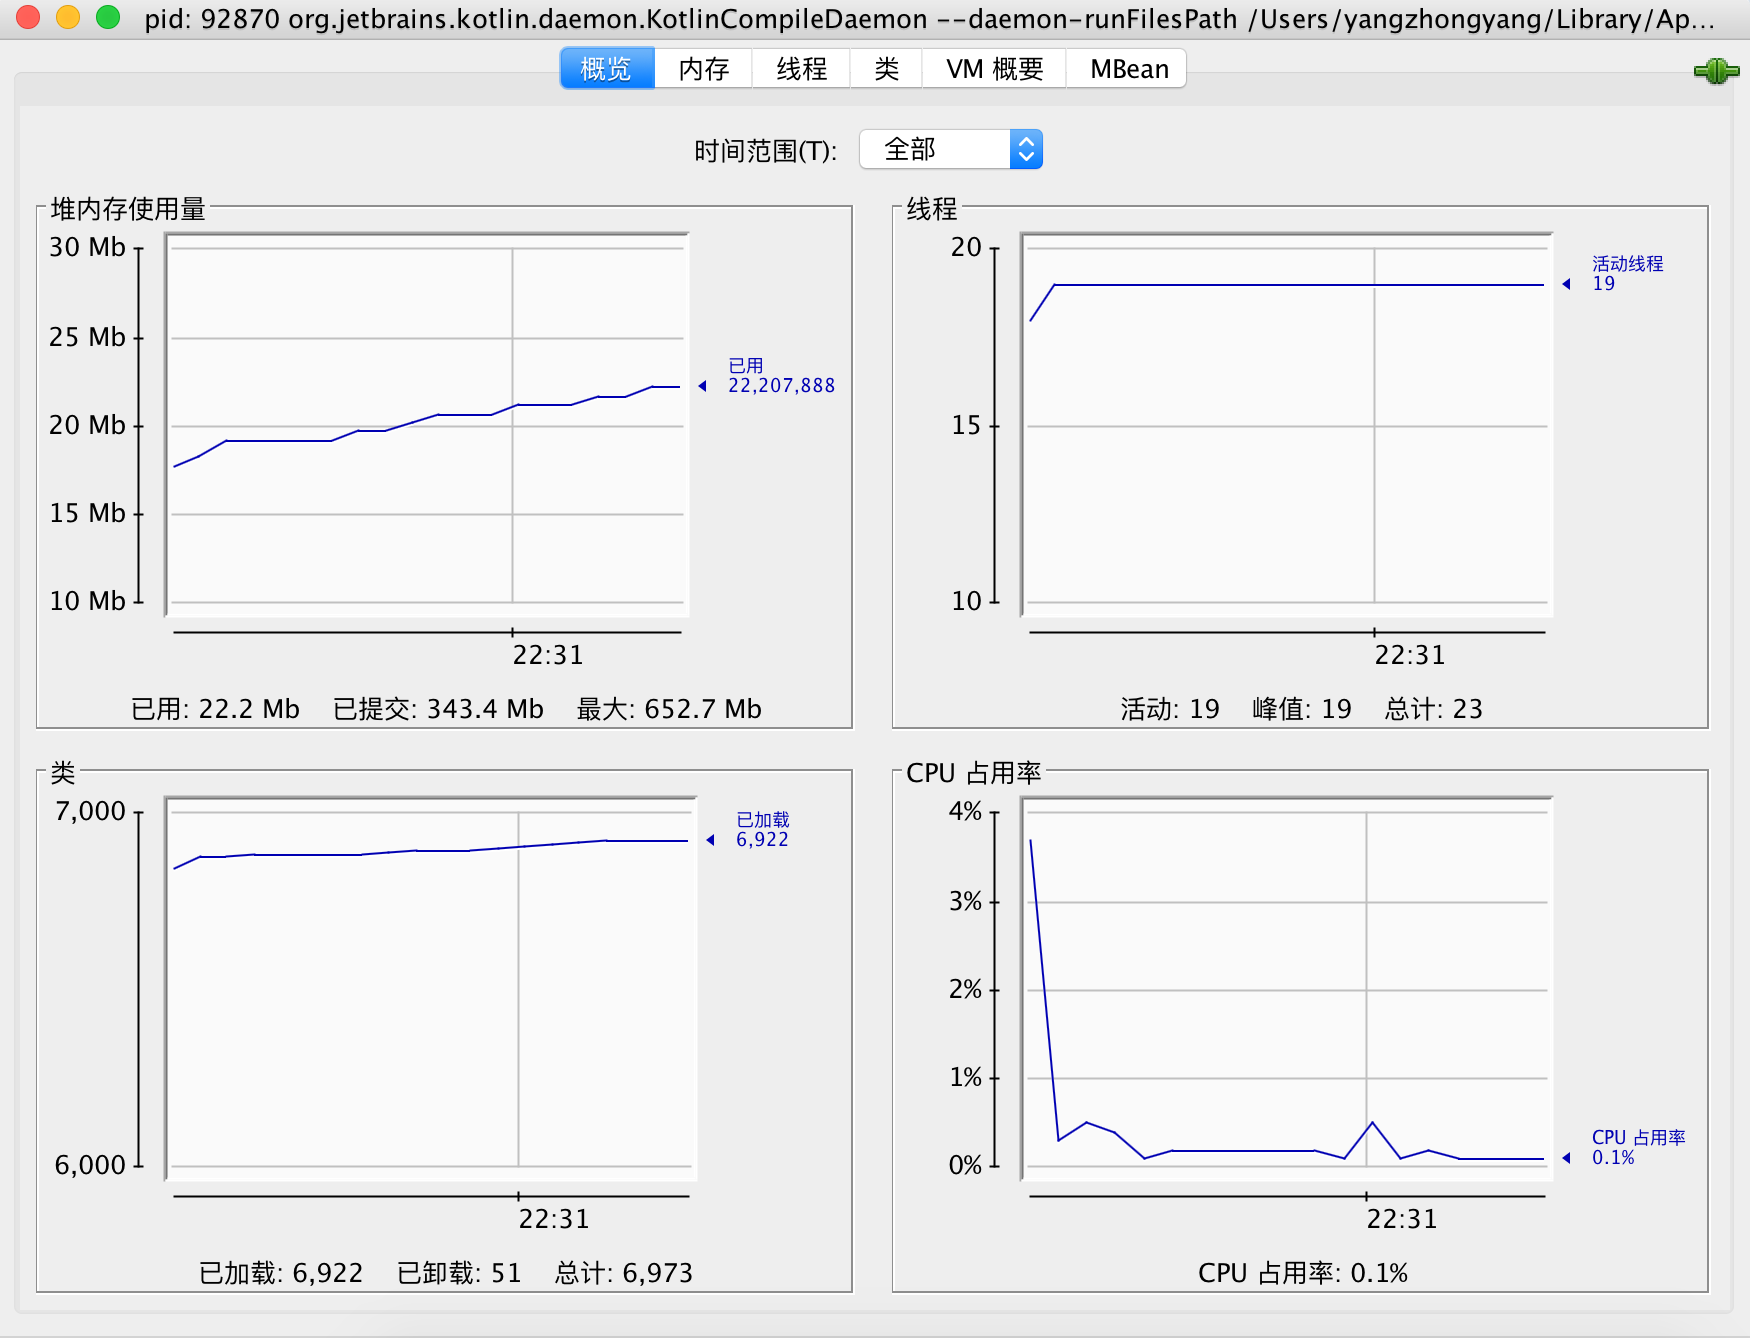 pid: 92870 org.jetbrains.kotlin.daemon.KotlinCompileDaemon --daemon-runFilesPath /Users/yangzhongyang/Library/Ap...
概览 内存 线程 类 VM 概要 MBean
时间范围(T): 全部
堆内存使用量
30 Mb
25 Mb
20 Mb
15 Mb
10 Mb
已用
22,207,888
22:31
已用: 22.2 Mb 已提交: 343.4 Mb 最大: 652.7 Mb
线程
20
15
10
活动线程
19
22:31
活动: 19 峰值: 19 总计: 23
类
7,000
6,000
已加载
6,922
22:31
已加载: 6,922 已卸载: 51 总计: 6,973
CPU 占用率
4%
3%
2%
1%
0%
CPU 占用率
0.1%
22:31
CPU 占用率: 0.1%